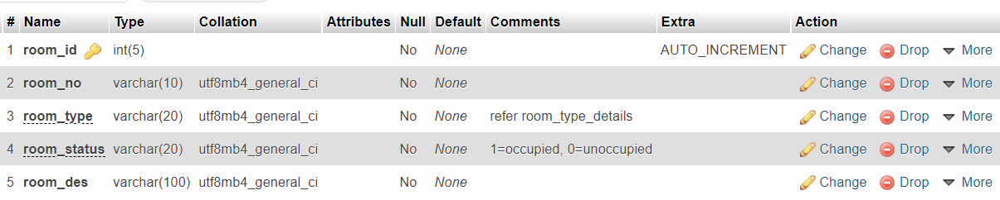 # Name Type Collation Attributes Null Default Comments Extra Action
1 room_id int(5) No None AUTO_INCREMENT Change Drop More
2 room_no varchar(10) utf8mb4_general_ci No None Change Drop More
3 room_type varchar(20) utf8mb4_general_ci No None refer room_type_details Change Drop More
4 room_status varchar(20) utf8mb4_general_ci No None 1=occupied, 0=unoccupied Change Drop More
5 room_des varchar(100) utf8mb4_general_ci No None Change Drop More